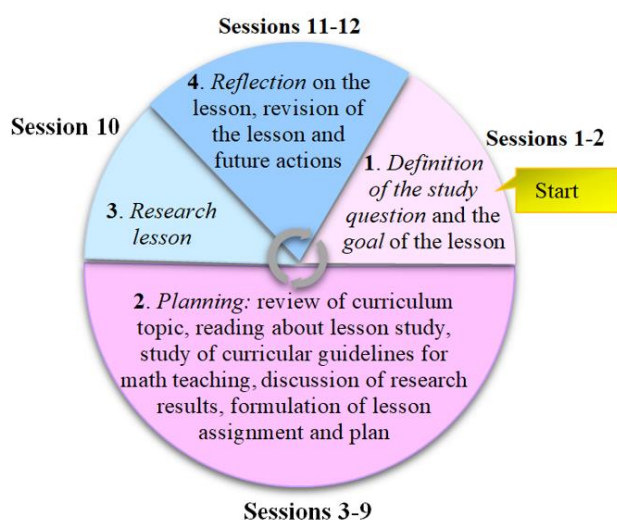 Sessions 11-12
4. Reflection on the
lesson, revision of
the lesson and
future actions
Session 10
3. Research
lesson
Sessions 1-2
Start
1. Definition
of the study
question and the
goal of the lesson
2. Planning: review of curriculum
topic, reading about lesson study,
study of curricular guidelines for
math teaching, discussion of research
results, formulation of lesson
assignment and plan
Sessions 3-9